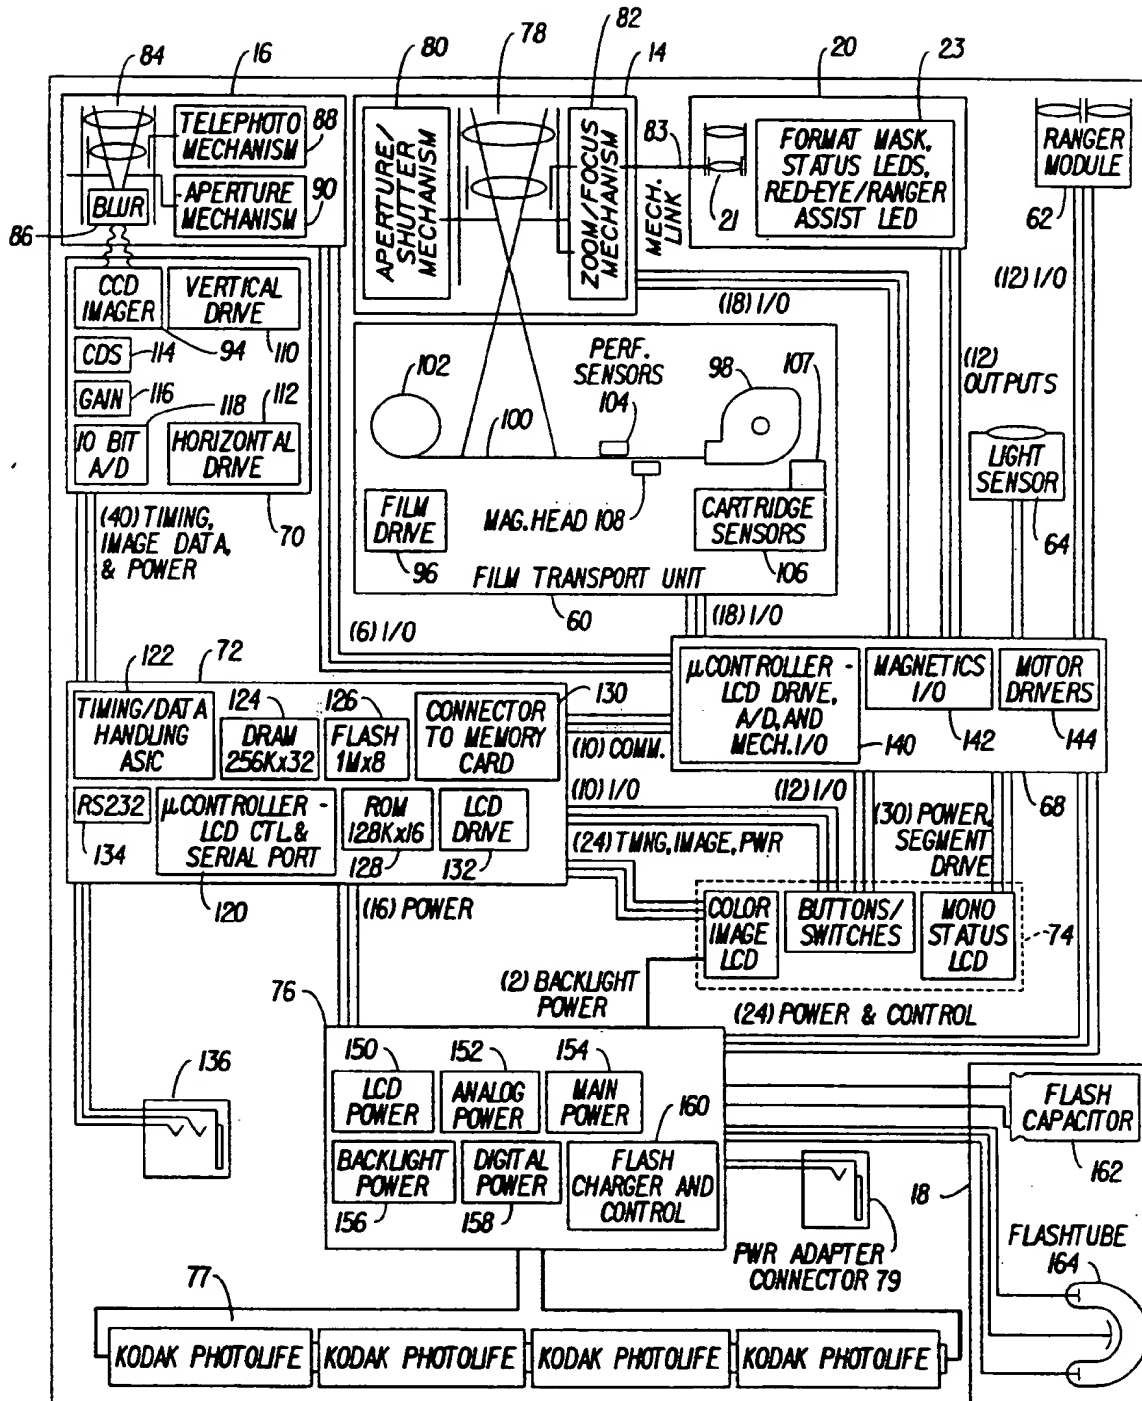 84 16 80 78 82 14 20 23
TELEPHOTO
MECHANISM
88
APERTURE
MECHANISM
90
BLUR
86
APERTURE/
SHUTTER
MECHANISM
ZOOM/FOCUS
MECHANISM
83
MECH.
LINK
21
FORMAT MASK,
STATUS LEDS,
RED-EYE/RANGER
ASSIST LED
RANGER
MODULE
62
(12) I/O
(18) I/O
CCD
IMAGER
VERTICAL
DRIVE
94
110
CDS
114
GAIN
116
118
112
10 BIT
A/D
HORIZONTAL
DRIVE
70
(40) TIMING,
IMAGE DATA,
& POWER
102
PERF.
SENSORS
104
98
107
100
FILM
DRIVE
96
MAG. HEAD 108
CARTRIDGE
SENSORS
106
FILM TRANSPORT UNIT
60
(12)
OUTPUTS
LIGHT
SENSOR
64
(6) I/O
(18) I/O
122
72
TIMING/DATA
HANDLING
ASIC
124
DRAM
256Kx32
126
FLASH
1Mx8
130
CONNECTOR
TO MEMORY
CARD
(10) COMM.
μCONTROLLER -
LCD DRIVE,
A/D, AND
MECH. I/O
140
MAGNETICS
I/O
142
MOTOR
DRIVERS
144
68
RS232
134
μCONTROLLER -
LCD CTL. &
SERIAL PORT
120
ROM
128Kx16
128
LCD
DRIVE
132
(10) I/O
(12) I/O
(24) TMNG, IMAGE, PWR
(30) POWER,
SEGMENT
DRIVE
(16) POWER
COLOR
IMAGE
LCD
BUTTONS/
SWITCHES
MONO
STATUS
LCD
74
76
(2) BACKLIGHT
POWER
(24) POWER & CONTROL
136
150
LCD
POWER
152
ANALOG
POWER
154
MAIN
POWER
160
BACKLIGHT
POWER
156
DIGITAL
POWER
158
FLASH
CHARGER AND
CONTROL
FLASH
CAPACITOR
162
18
PWR ADAPTER
CONNECTOR 79
FLASHTUBE
164
77
KODAK PHOTOLIFE KODAK PHOTOLIFE KODAK PHOTOLIFE KODAK PHOTOLIFE